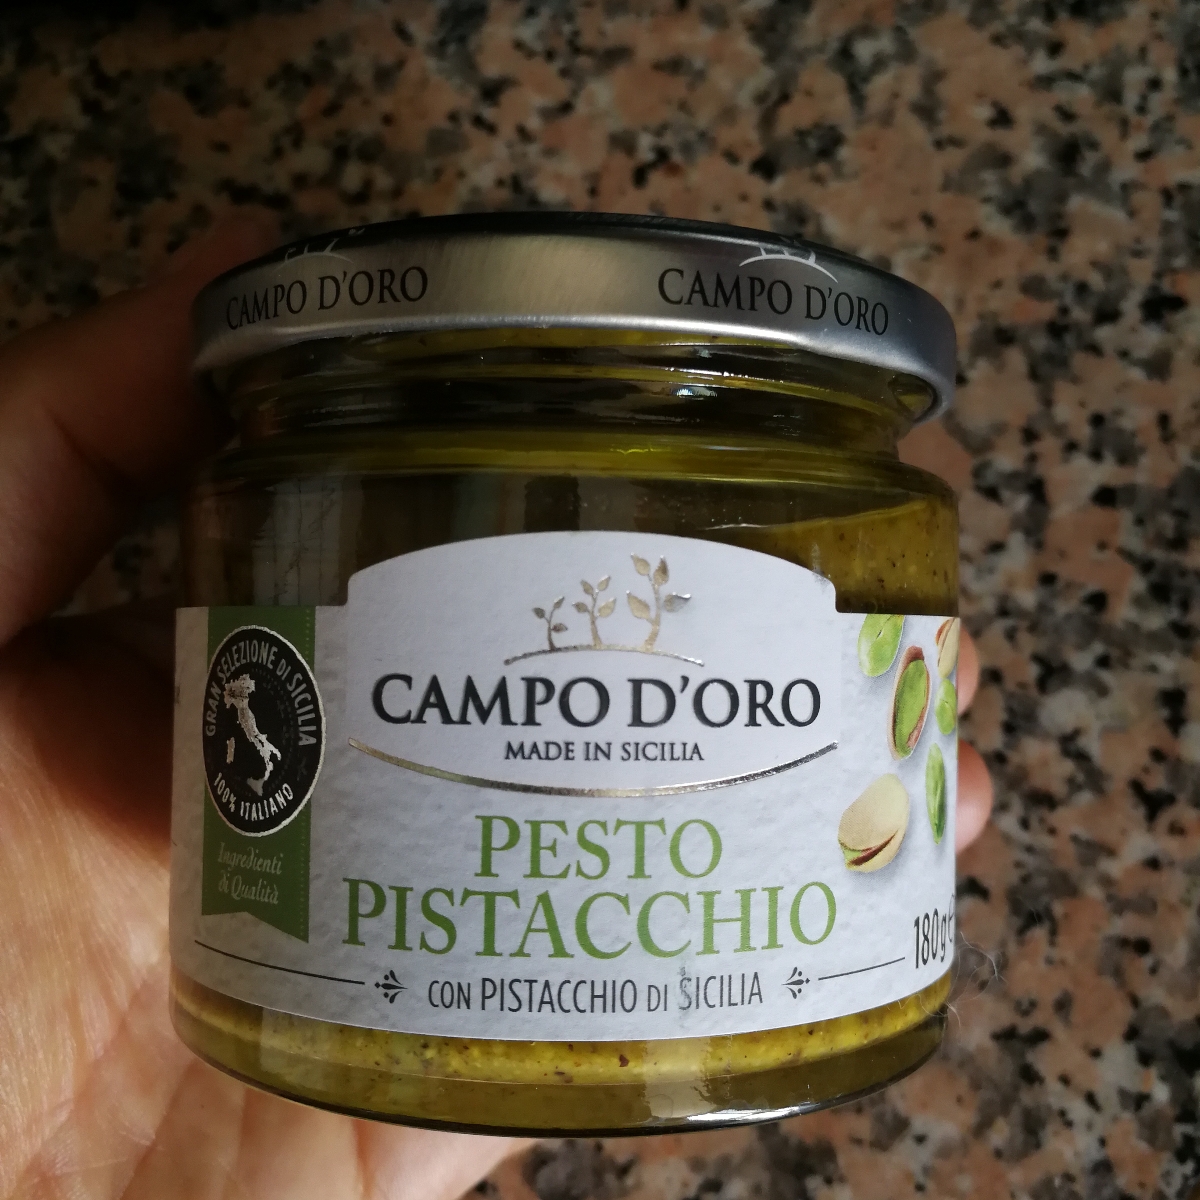 CAMPO D'ORO
CAMPO D'ORO
CAMPO D'ORO
MADE IN SICILIA
GRAN SELEZIONE DI SICILIA
100% ITALIANO
Ingredienti
di Qualità
PESTO
PISTACCHIO
CON PISTACCHIO DI SICILIA
180g e